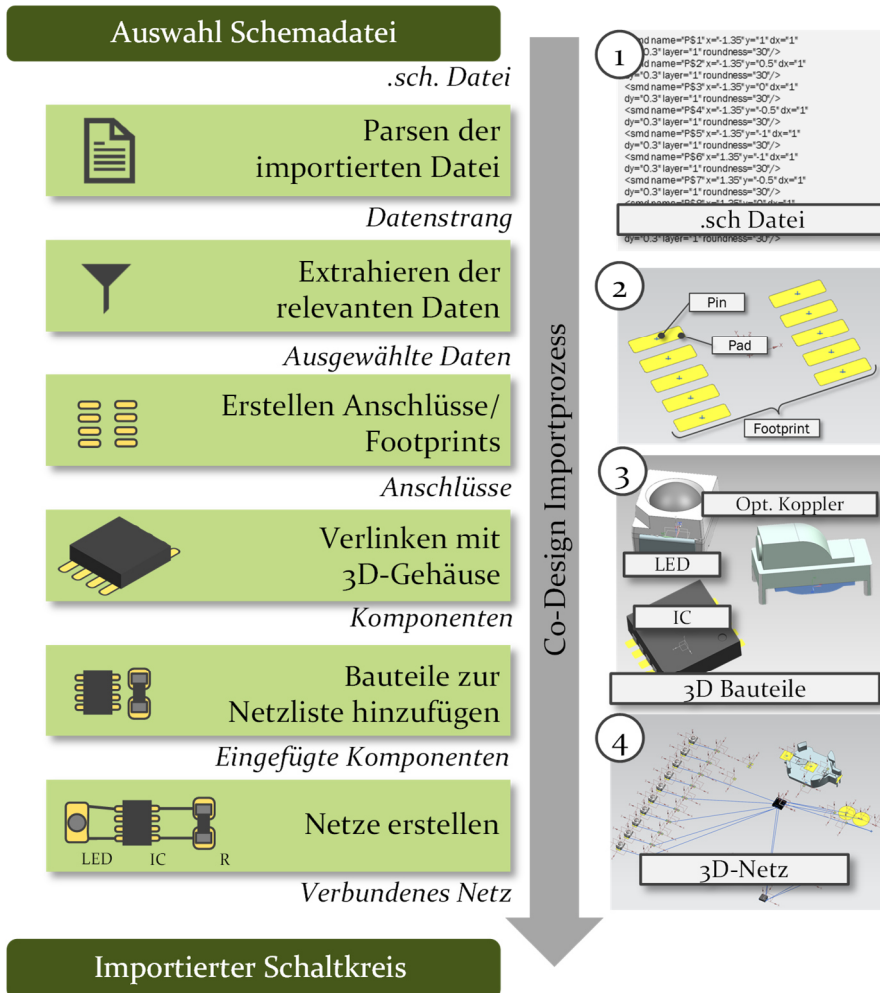 Auswahl Schemadatei
.sch. Datei
Parsen der
importierten Datei
Datenstrang
Extrahieren der
relevanten Daten
Ausgewählte Daten
Erstellen Anschlüsse/
Footprints
Anschlüsse
Verlinken mit
3D-Gehäuse
Komponenten
Bauteile zur
Netzliste hinzufügen
Eingefügte Komponenten
LED IC R
Netze erstellen
Verbundenes Netz
Importierter Schaltkreis
Co-Design Importprozess
1
smd name="P$1" x="-1.35" y="1" dx="1"
"0.3" layer="1" roundness="30"/>
md name="P$2" x="-1.35" y="0.5" dx="1"
dy="0.3" layer="1" roundness="30"/>
<smd name="P$3" x="-1.35" y="0" dx="1"
dy="0.3" layer="1" roundness="30"/>
<smd name="P$4" x="-1.35" y="-0.5" dx="1"
dy="0.3" layer="1" roundness="30"/>
<smd name="P$5" x="-1.35" y="-1" dx="1"
dy="0.3" layer="1" roundness="30"/>
<smd name="P$6" x="1.35" y="-1" dx="1"
dy="0.3" layer="1" roundness="30"/>
<smd name="P$7" x="1.35" y="-0.5" dx="1"
dy="0.3" layer="1" roundness="30"/>
<smd name="P$8" x="1.35" y="0" dx="1"
.sch Datei
dy="0.3" layer="1" roundness="30"/>
2
Pin
Pad
Footprint
3
Opt. Koppler
LED
IC
3D Bauteile
4
3D-Netz